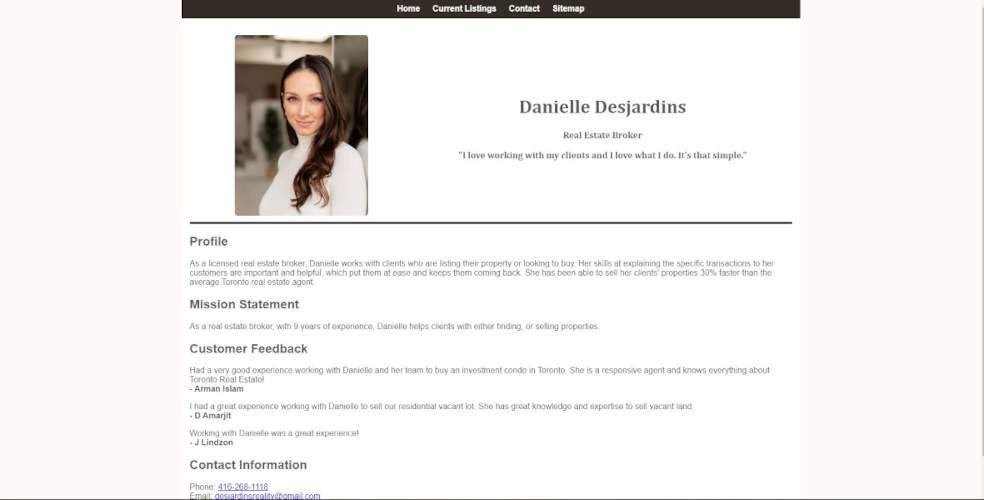 Home Current Listings Contact Sitemap
Danielle Desjardins
Real Estate Broker
"I love working with my clients and I love what I do. It's that simple."
Profile
As a licensed real estate broker, Danielle works with clients who are listing their property or looking to buy. Her skills at explaining the specific transactions to her
customers are important and helpful, which put them at ease and keeps them coming back. She has been able to sell her clients' properties 30% faster than the
average Toronto real estate agent.
Mission Statement
As a real estate broker, with 9 years of experience, Danielle helps clients with either finding, or selling properties.
Customer Feedback
Had a very good experience working with Danielle and her team to buy an investment condo in Toronto. She is a responsive agent and knows everything about
Toronto Real Estate!
- Arman Islam
I had a great experience working with Danielle to sell our residential vacant lot. She has great knowledge and expertise to sell vacant land.
- D Amarjit
Working with Danielle was a great experience!
- J Lindzon
Contact Information
Phone: 416-268-1118
Email: desjardinsreality@gmail.com